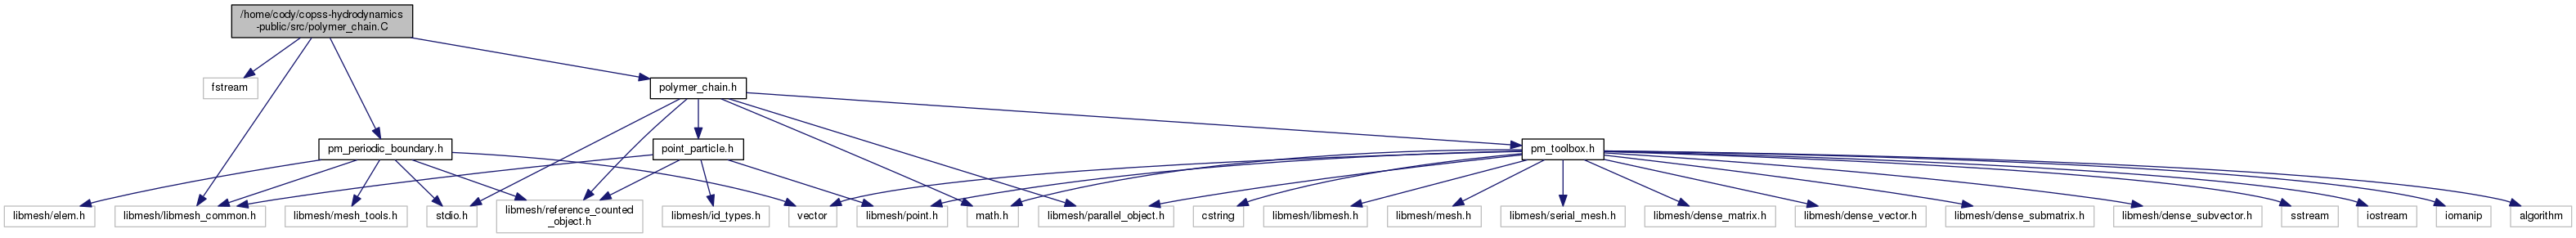 /home/cody/copss-hydrodynamics
-public/src/polymer_chain.C
fstream
polymer_chain.h
pm_periodic_boundary.h
point_particle.h
pm_toolbox.h
libmesh/elem.h
libmesh/libmesh_common.h
libmesh/mesh_tools.h
stdio.h
libmesh/reference_counted
_object.h
libmesh/id_types.h
vector
libmesh/point.h
math.h
libmesh/parallel_object.h
cstring
libmesh/libmesh.h
libmesh/mesh.h
libmesh/serial_mesh.h
libmesh/dense_matrix.h
libmesh/dense_vector.h
libmesh/dense_submatrix.h
libmesh/dense_subvector.h
sstream
iostream
iomanip
algorithm